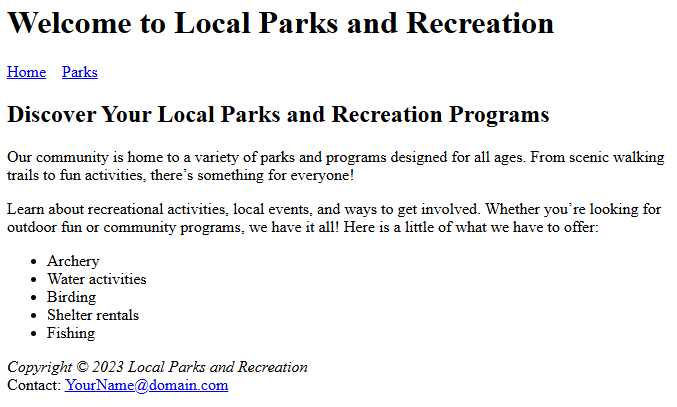 Welcome to Local Parks and Recreation
Home Parks
Discover Your Local Parks and Recreation Programs
Our community is home to a variety of parks and programs designed for all ages. From scenic walking
trails to fun activities, there’s something for everyone!
Learn about recreational activities, local events, and ways to get involved. Whether you’re looking for
outdoor fun or community programs, we have it all! Here is a little of what we have to offer:
• Archery
• Water activities
• Birding
• Shelter rentals
• Fishing
Copyright © 2023 Local Parks and Recreation
Contact: YourName@domain.com